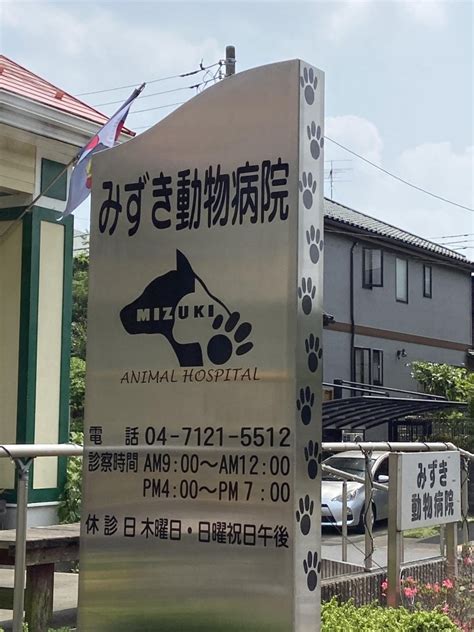 みずき動物病院
MIZUKI
ANIMAL HOSPITAL
電話 04-7121-5512
診察時間 AM9:00～AM12:00
PM4:00～PM7:00
休診日 木曜日・日曜祝日午後
みずき
動物病院